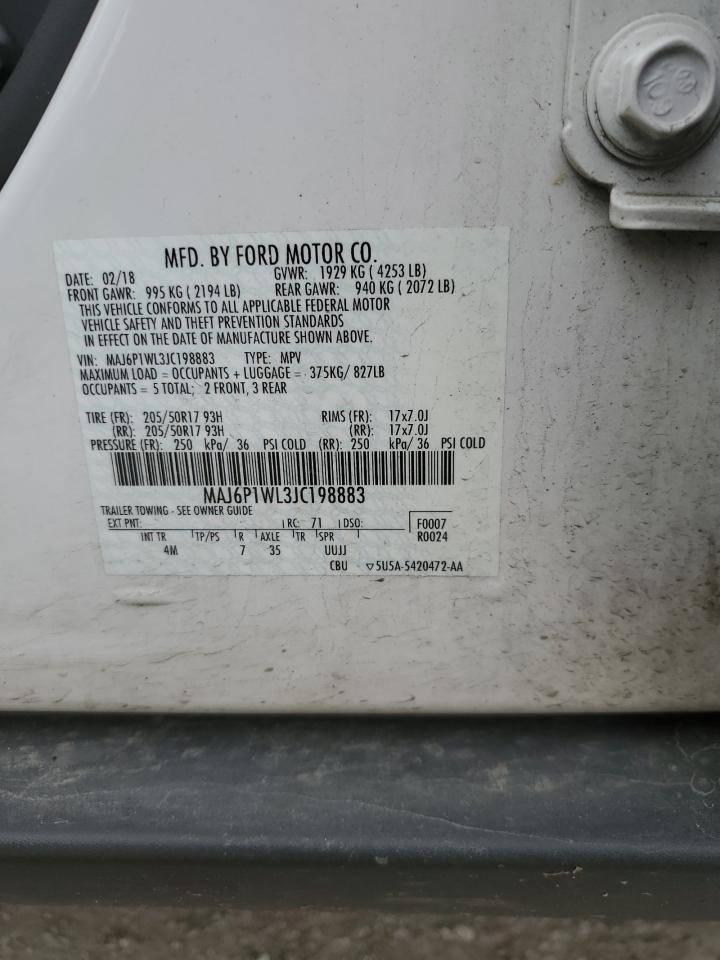 MFD. BY FORD MOTOR CO.
DATE: 02/18 GVWR: 1929 KG ( 4253 LB)
FRONT GAWR: 995 KG ( 2194 LB) REAR GAWR: 940 KG ( 2072 LB)
THIS VEHICLE CONFORMS TO ALL APPLICABLE FEDERAL MOTOR
VEHICLE SAFETY AND THEFT PREVENTION STANDARDS
IN EFFECT ON THE DATE OF MANUFACTURE SHOWN ABOVE.
VIN: MAJ6P1WL3JC198883 TYPE: MPV
MAXIMUM LOAD = OCCUPANTS + LUGGAGE = 375KG/ 827LB
OCCUPANTS = 5 TOTAL; 2 FRONT, 3 REAR
TIRE (FR): 205/50R17 93H RIMS (FR): 17x7.0J
(RR): 205/50R17 93H (RR): 17x7.0J
PRESSURE (FR): 250 kPa/ 36 PSI COLD (RR): 250 kPa/ 36 PSI COLD
MAJ6P1WL3JC198883
TRAILER TOWING - SEE OWNER GUIDE
EXT PNT: RC: 71 DSO: F0007
INT TR TP/PS R AXLE TR SPR R0024
4M 7 35 UUJJ
CBU ▽5U5A-5420472-AA